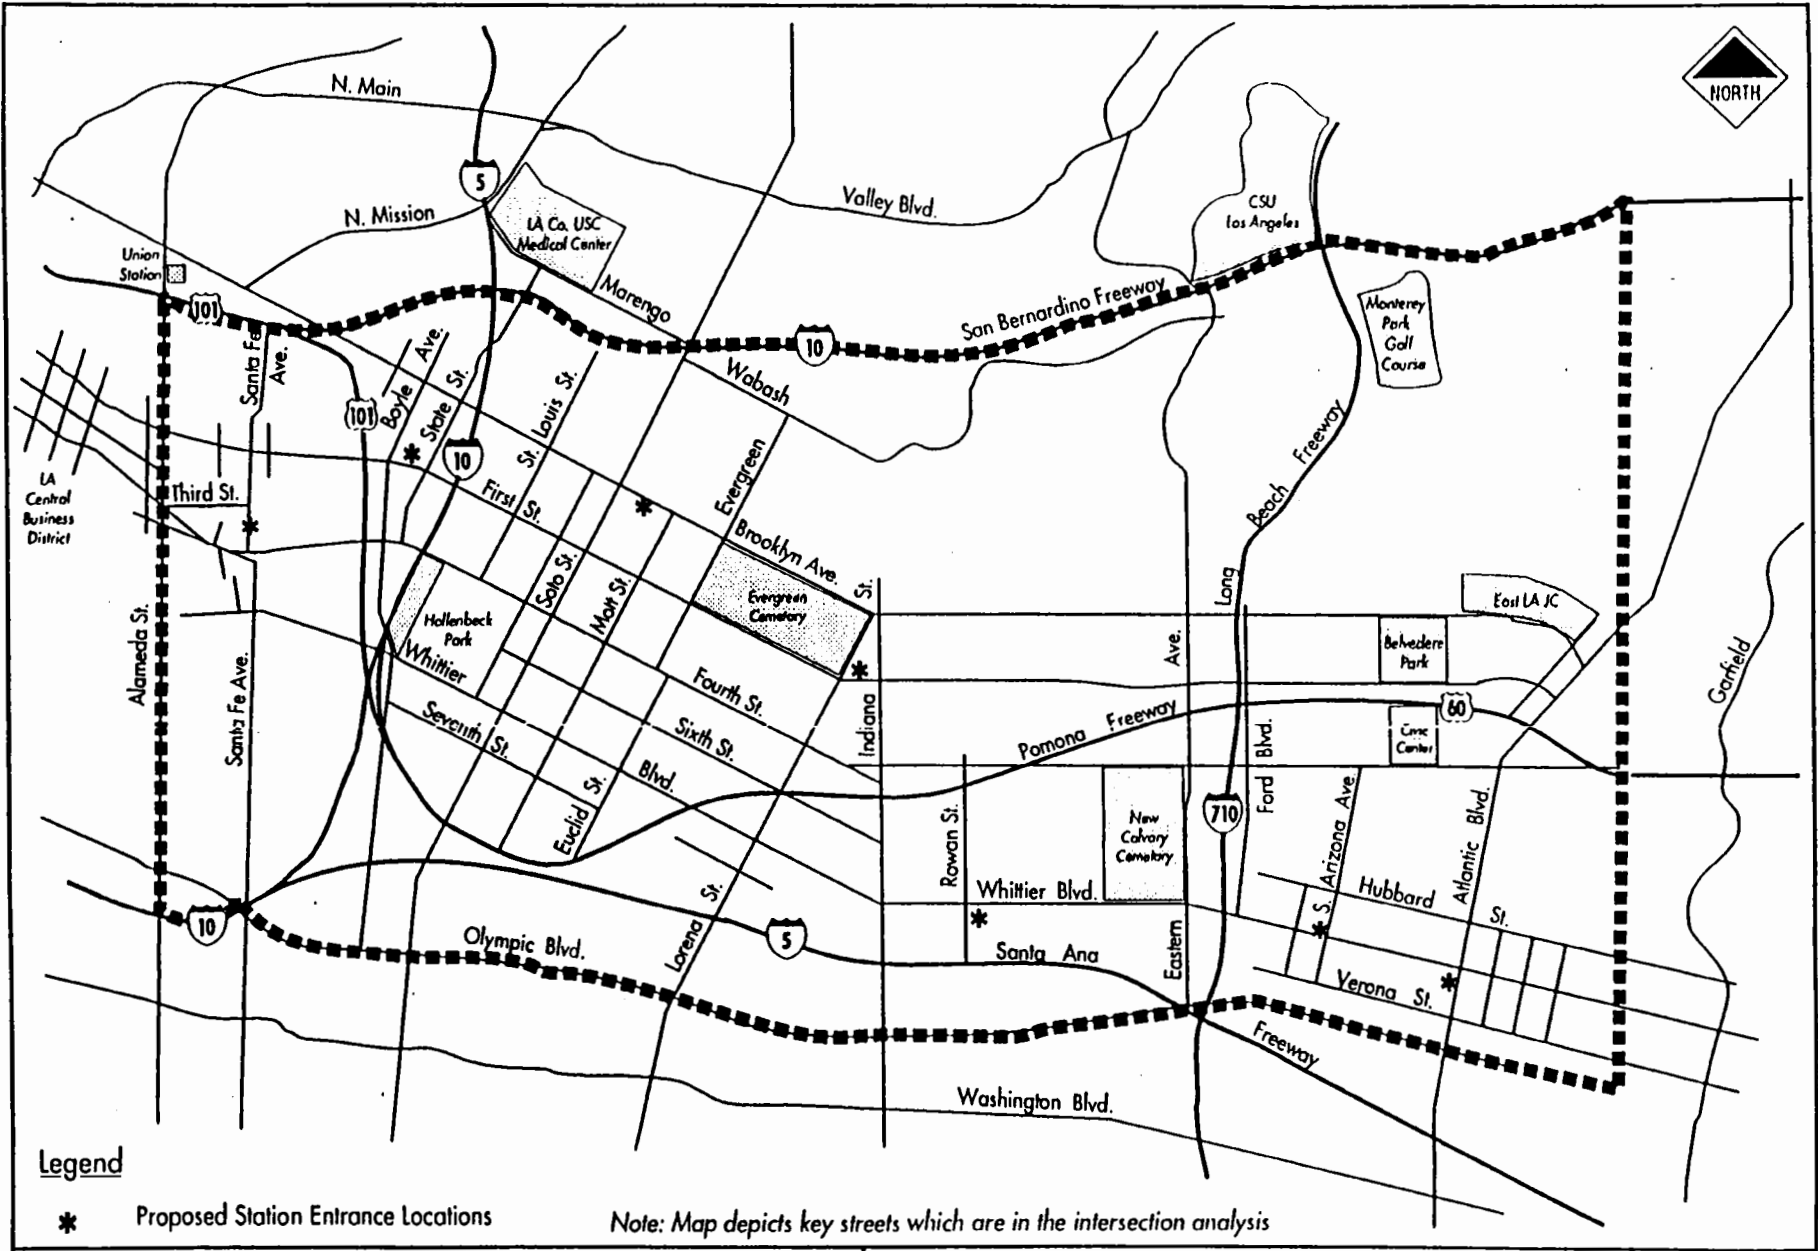 NORTH
N. Main
5
Valley Blvd.
N. Mission
LA Co. USC
Medical Center
CSU
Los Angeles
Union
Station
101
Marengo
San Bernardino Freeway
10
Monterey
Park
Golf
Course
Wabash
Santa Fe
Ave.
101
Boyle Ave.
State St.
10
St. Louis St.
Evergreen
Long Beach Freeway
LA
Central
Business
District
Third St.
First St.
Brooklyn Ave.
Soto St.
Mott St.
Evergreen
Cemetary
St.
Indiana
Hollenbeck
Park
East LA JC
Belvedere
Park
Garfield
Alameda St.
Santa Fe Ave.
Whittier
Blvd.
Fourth St.
Sixth St.
Seventh St.
Euclid St.
Pomona Freeway
60
Civic
Center
Eastern Ave.
710
Ford Blvd.
New
Calvary
Cemetary
Rowan St.
Whittier Blvd.
S. Arizona Ave.
Atlantic Blvd.
Hubbard St.
Lorena St.
10
Olympic Blvd.
5
Santa Ana
Freeway
Verona St.
Washington Blvd.
Legend
* Proposed Station Entrance Locations
Note: Map depicts key streets which are in the intersection analysis